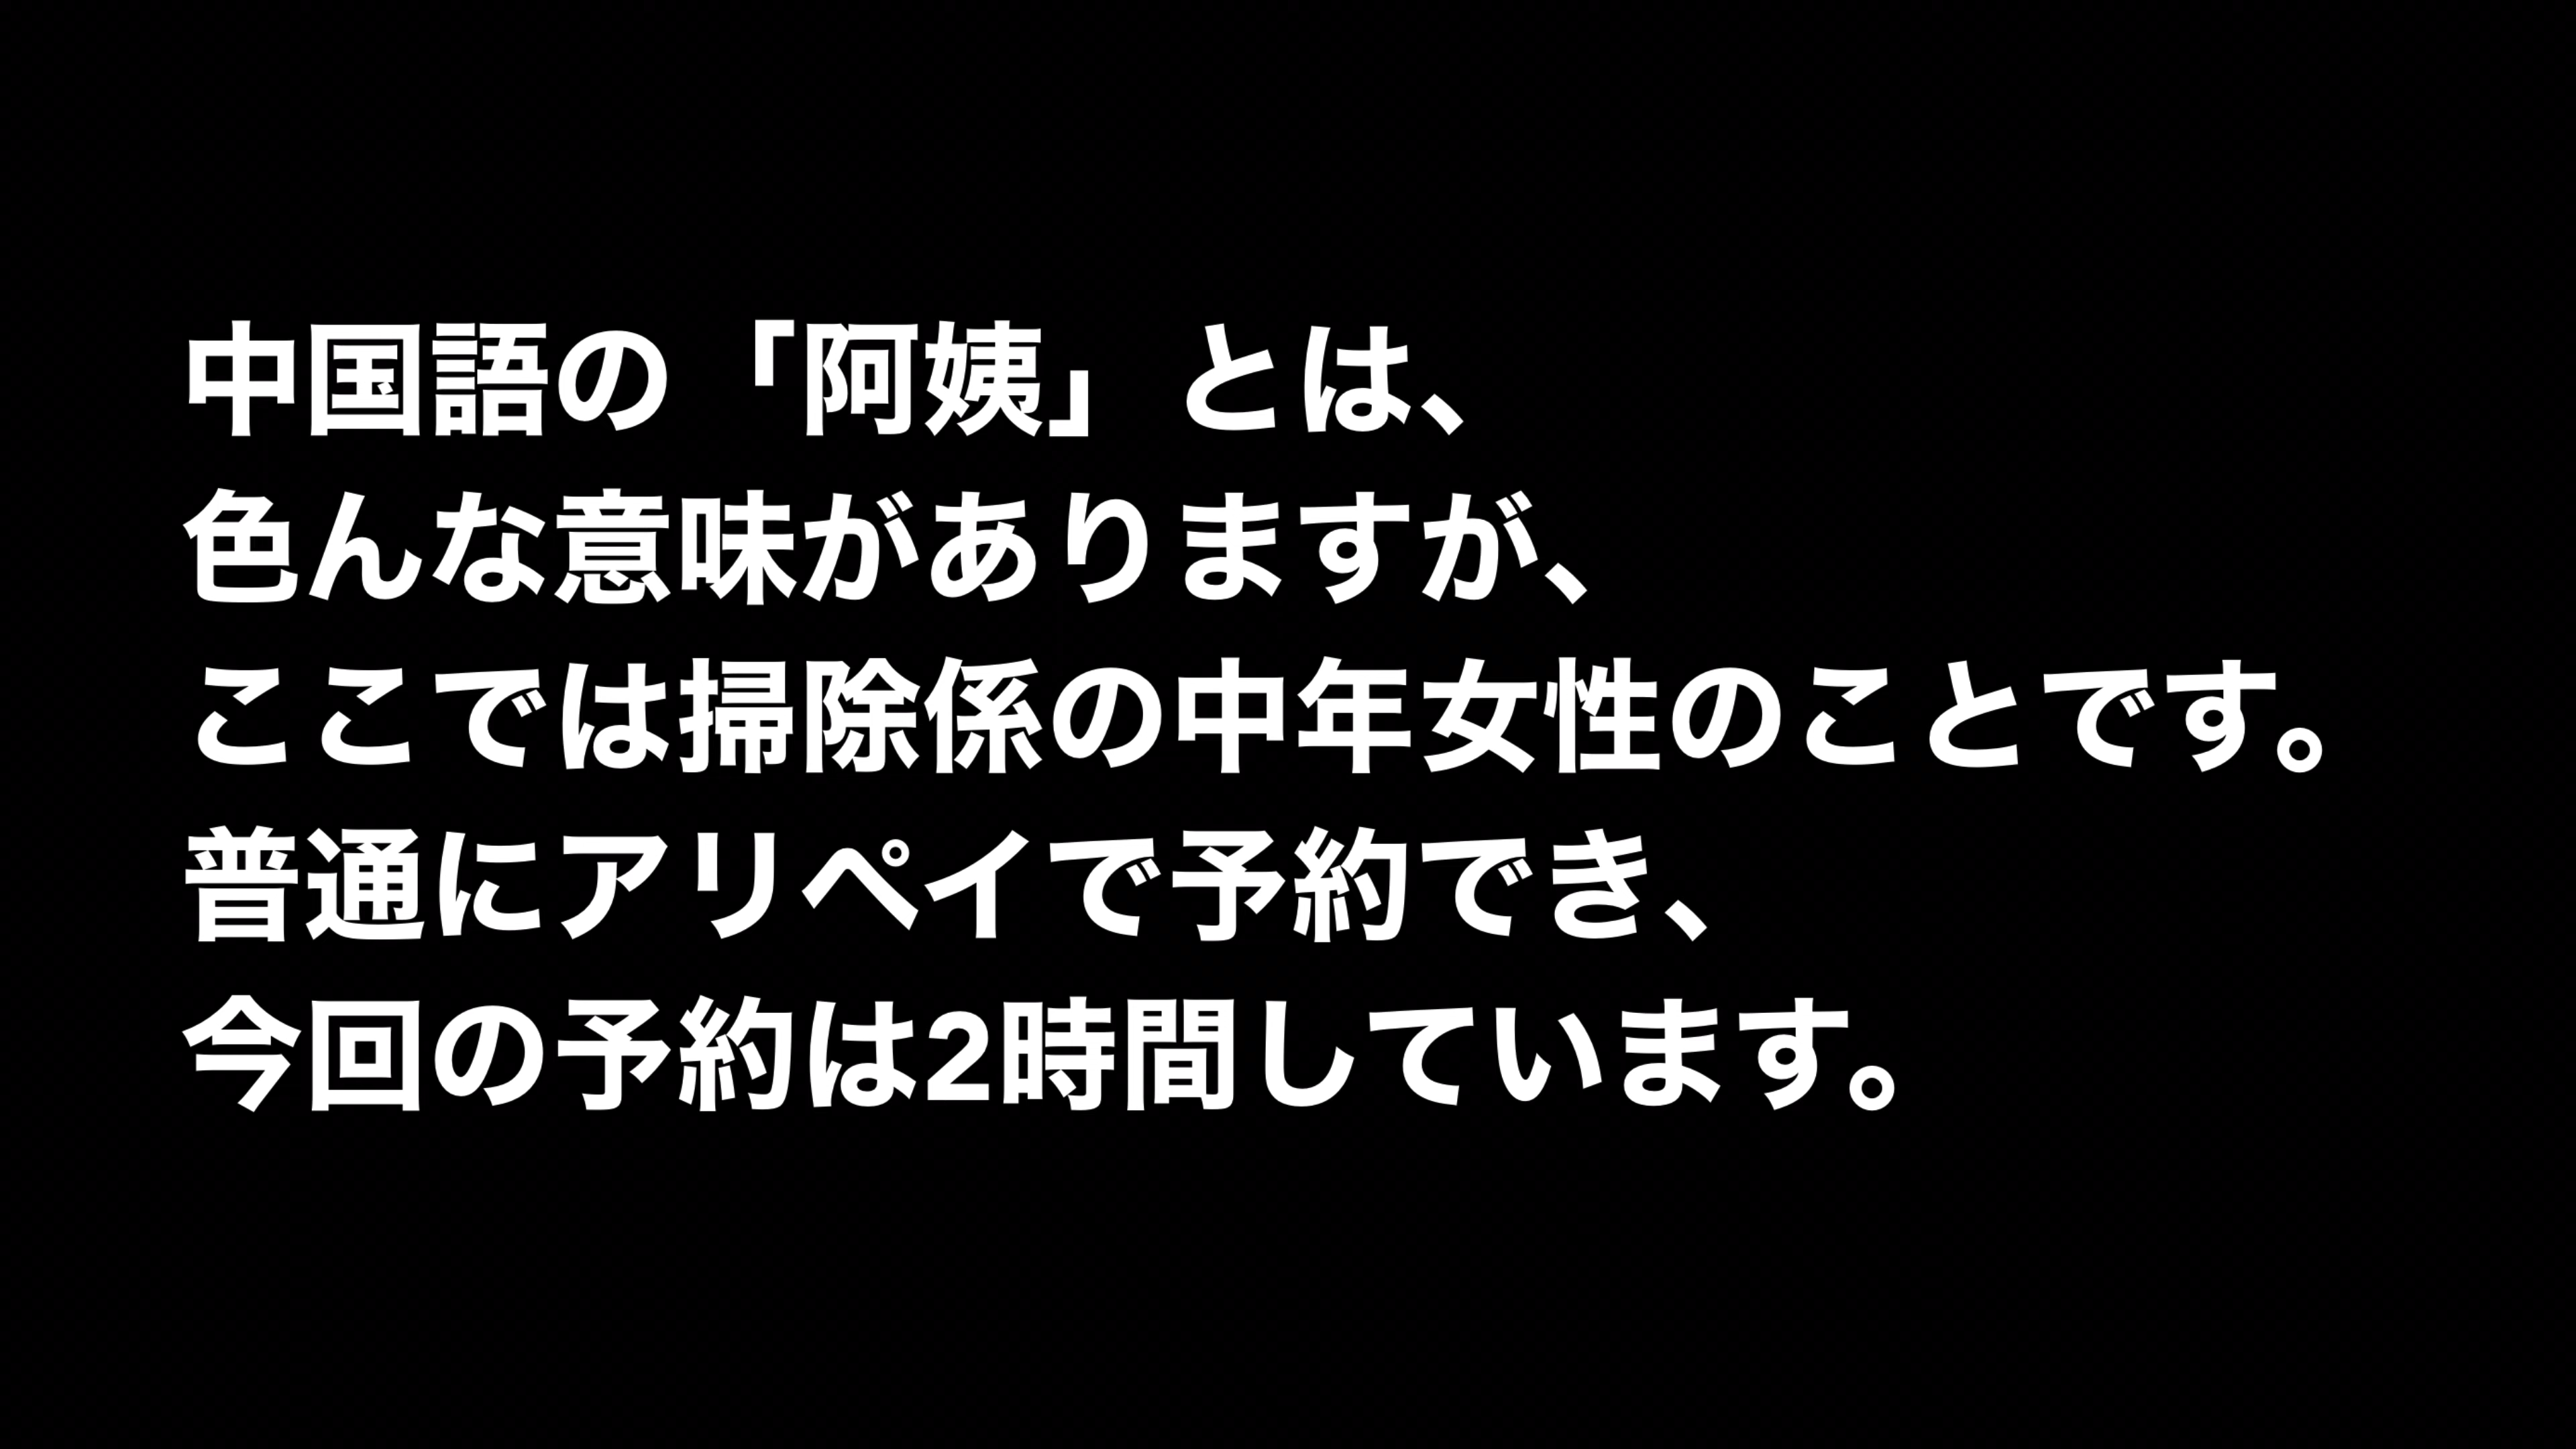 中国語の「阿姨」とは、
色んな意味がありますが、
ここでは掃除係の中年女性のことです。
普通にアリペイで予約でき、
今回の予約は2時間しています。